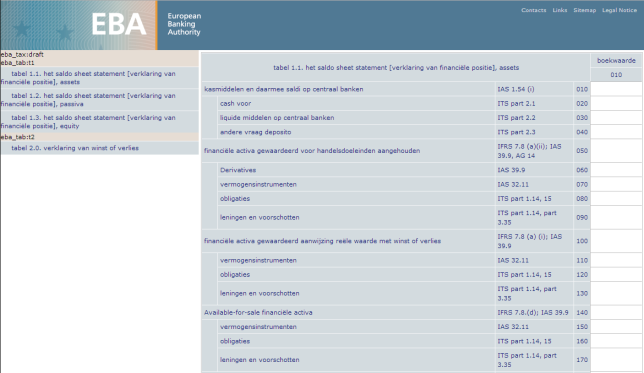 EBA European
Banking
Authority
Contacts Links Sitemap Legal Notice
eba_tax:draft
eba_tab:t1
tabel 1.1. het saldo sheet statement [verklaring van
financiële positie], assets
tabel 1.2. het saldo sheet statement [verklaring van
financiële positie], passiva
tabel 1.3. het saldo sheet statement [verklaring van
financiële positie], equity
eba_tab:t2
tabel 2.0. verklaring van winst of verlies
tabel 1.1. het saldo sheet statement [verklaring van financiële positie], assets
boekwaarde
010
kasmiddelen en daarmee saldi op centraal banken IAS 1.54 (i) 010
cash voor ITS part 2.1 020
liquide middelen op centraal banken ITS part 2.2 030
andere vraag deposito ITS part 2.3 040
financiële activa gewaardeerd voor handelsdoeleinden aangehouden IFRS 7.8 (a)(ii); IAS
39.9, AG 14 050
Derivatives IAS 39.9 060
vermogensinstrumenten IAS 32.11 070
obligaties ITS part 1.14, 15 080
leningen en voorschotten ITS part 1.14, part
3.35 090
financiële activa gewaardeerd aanwijzing reële waarde met winst of verlies IFRS 7.8 (a) (i); IAS
39.9 100
vermogensinstrumenten IAS 32.11 110
obligaties ITS part 1.14, 15 120
leningen en voorschotten ITS part 1.14, part
3.35 130
Available-for-sale financiële activa IFRS 7.8.(d); IAS 39.9 140
vermogensinstrumenten IAS 32.11 150
obligaties ITS part 1.14, 15 160
leningen en voorschotten ITS part 1.14, part
3.35 170